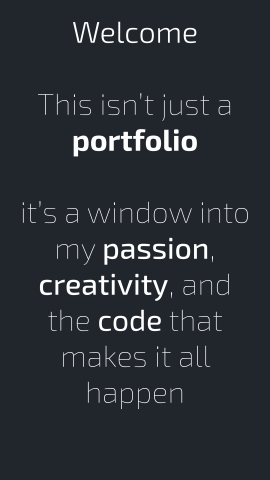 Welcome
This isn't just a
portfolio
it's a window into
my passion,
creativity, and
the code that
makes it all
happen